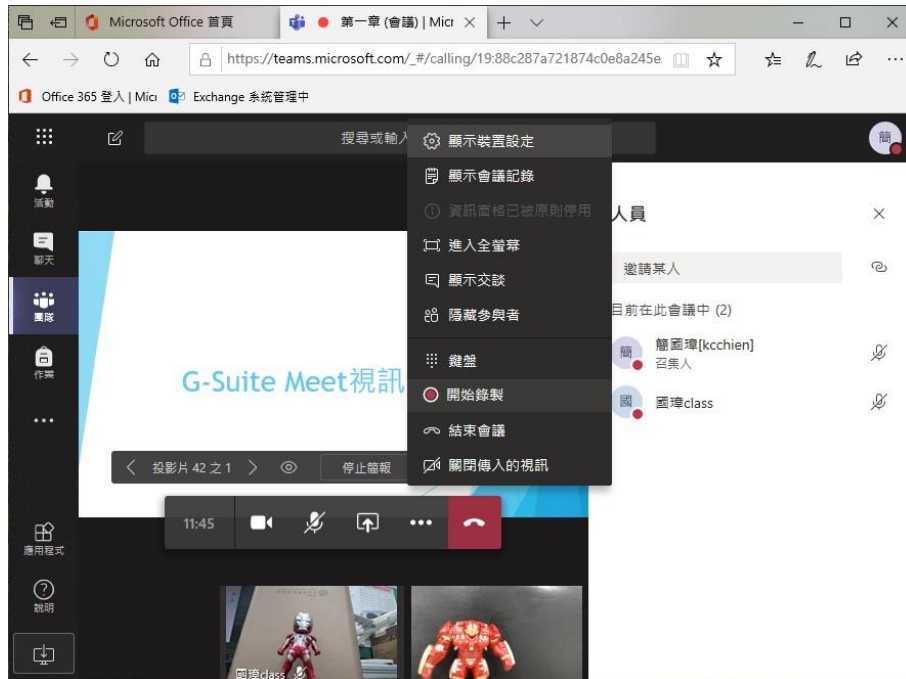 Microsoft Office 首頁
第一章 (會議) | Micr
https://teams.microsoft.com/_#/calling/19:88c287a721874c0e8a245e
Office 365 登入 | Micr
Exchange 系統管理中
搜尋或輸入
簡
活動
聊天
團隊
作業
應用程式
說明
G-Suite Meet視訊
投影片 42 之 1
停止簡報
11:45
國璋class
顯示裝置設定
顯示會議記錄
資訊窗格已被原則停用
進入全螢幕
顯示交談
隱藏參與者
鍵盤
開始錄製
結束會議
關閉傳入的視訊
人員
邀請某人
目前在此會議中 (2)
簡
簡國璋[kcchien]
召集人
國
國璋class